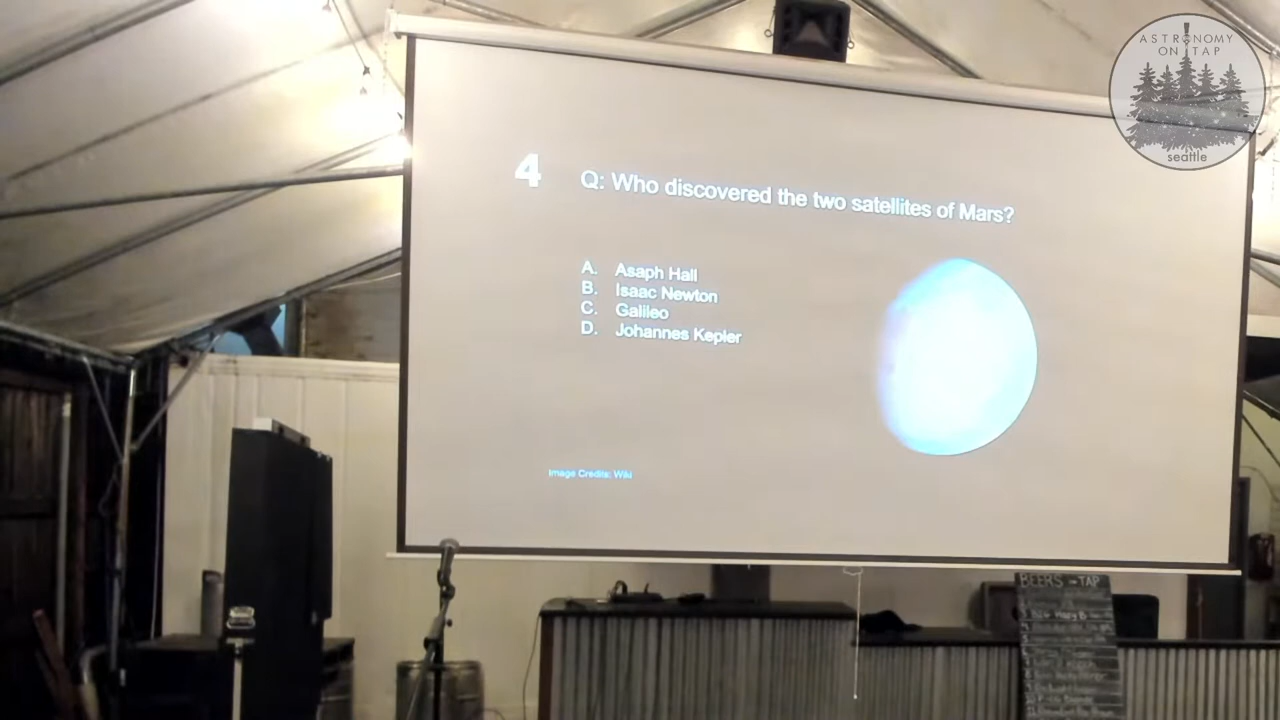 ASTRONOMY
ON TAP
seattle
4
Q: Who discovered the two satellites of Mars?
A. Asaph Hall
B. Isaac Newton
C. Galileo
D. Johannes Kepler
Image Credits: Wiki
BEERS
TAP